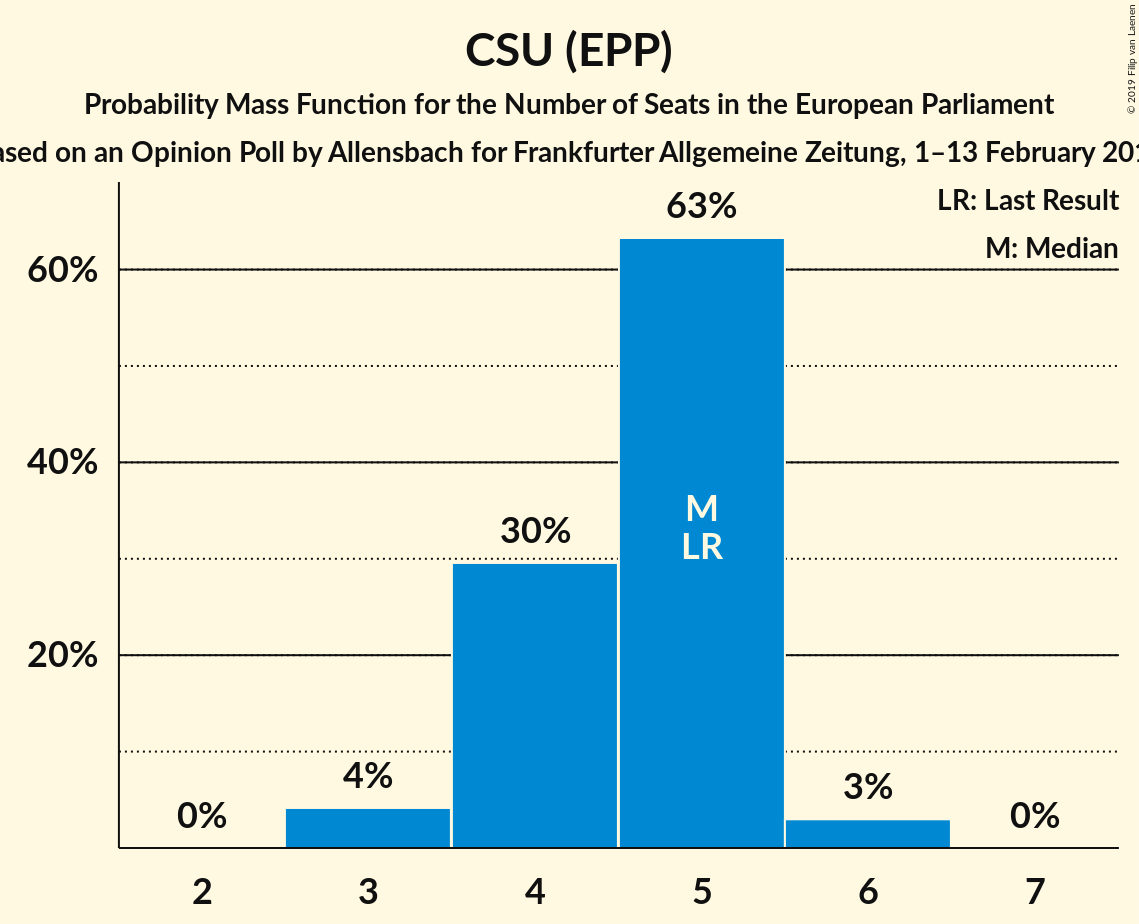 CSU (EPP)
Probability Mass Function for the Number of Seats in the European Parliament
on an Opinion Poll by Allensbach for Frankfurter Allgemeine Zeitung, 1–13 February
© 2019 Filip van Laenen
LR: Last Result
M: Median
63%
60%
40%
M
LR
30%
20%
4%
3%
0%
0%
2
3
4
5
6
7